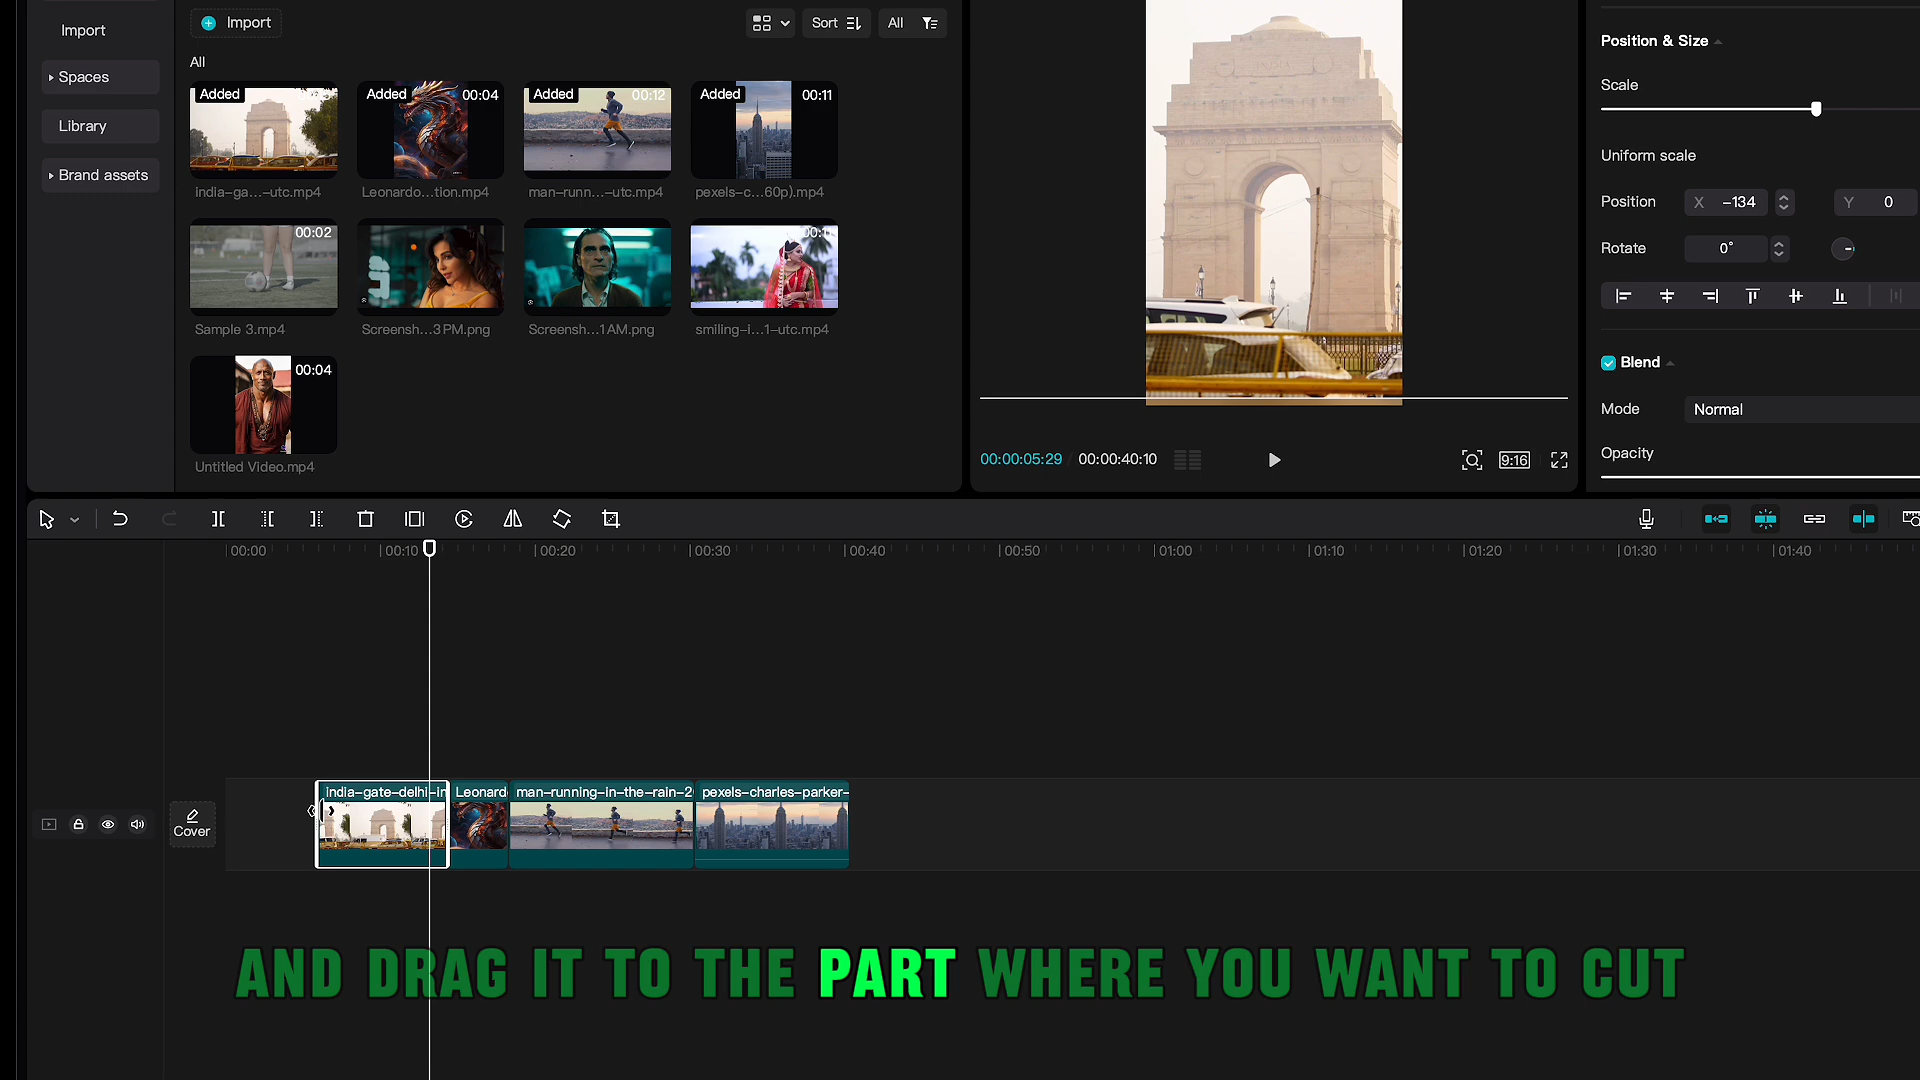 Import
Spaces
Library
Brand assets
Import
Sort
All
All
Added
india-ga...-utc.mp4
Added 00:04
Leonardo...tion.mp4
Added 00:12
man-runn...-utc.mp4
Added 00:11
pexels-c...60p).mp4
00:02
Sample 3.mp4
Screensh...3 PM.png
Screensh...1 AM.png
smiling-i...1-utc.mp4
00:04
Untitled Video.mp4
INDIA
00:00:05:29 / 00:00:40:10
9:16
Position & Size
Scale
Uniform scale
Position X -134 Y 0
Rotate 0°
Blend
Mode Normal
Opacity
00:00 00:10 00:20 00:30 00:40 00:50 01:00 01:10 01:20 01:30 01:40
Cover
india-gate-delhi-in
Leonard
man-running-in-the-rain-2
pexels-charles-parker-
AND DRAG IT TO THE PART WHERE YOU WANT TO CUT